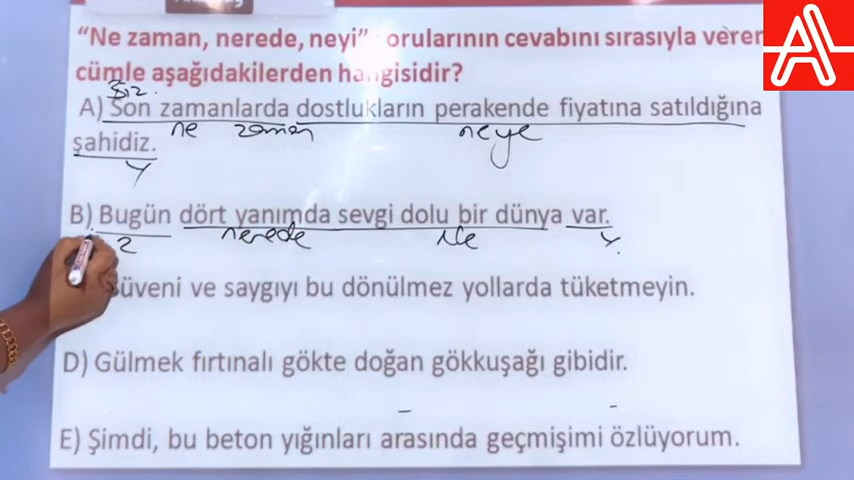 "Ne zaman, nerede, neyi" sorularının cevabını sırasıyla veren
cümle aşağıdakilerden hangisidir?
Biz.
A) Son zamanlarda dostlukların perakende fiyatına satıldığına
ne zaman neye
şahidiz.
Y
B) Bugün dört yanımda sevgi dolu bir dünya var.
2 nerede Ne Y.
Güveni ve saygıyı bu dönülmez yollarda tüketmeyin.
D) Gülmek fırtınalı gökte doğan gökkuşağı gibidir.
E) Şimdi, bu beton yığınları arasında geçmişimi özlüyorum.